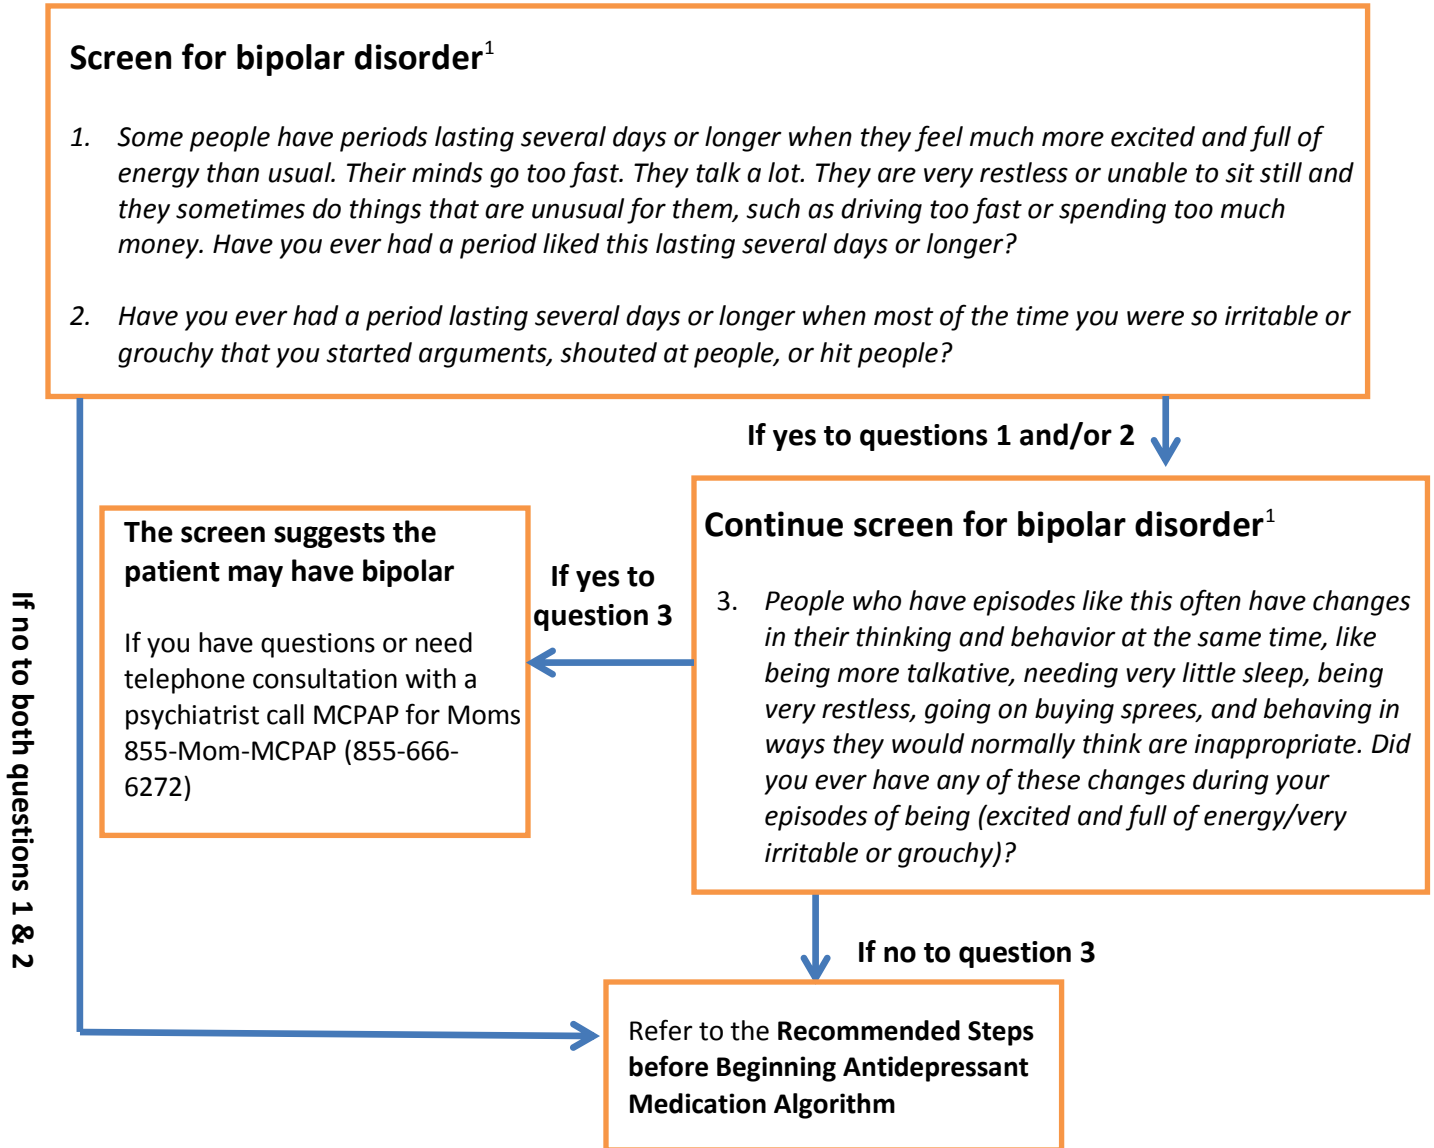 Screen for bipolar disorder1
1. Some people have periods lasting several days or longer when they feel much more excited and full of
energy than usual. Their minds go too fast. They talk a lot. They are very restless or unable to sit still and
they sometimes do things that are unusual for them, such as driving too fast or spending too much
money. Have you ever had a period liked this lasting several days or longer?
2. Have you ever had a period lasting several days or longer when most of the time you were so irritable or
grouchy that you started arguments, shouted at people, or hit people?
If yes to questions 1 and/or 2
Continue screen for bipolar disorder1
3. People who have episodes like this often have changes
in their thinking and behavior at the same time, like
being more talkative, needing very little sleep, being
very restless, going on buying sprees, and behaving in
ways they would normally think are inappropriate. Did
you ever have any of these changes during your
episodes of being (excited and full of energy/very
irritable or grouchy)?
If yes to
question 3
The screen suggests the
patient may have bipolar
If you have questions or need
telephone consultation with a
psychiatrist call MCPAP for Moms
855-Mom-MCPAP (855-666-
6272)
If no to both questions 1 & 2
If no to question 3
Refer to the Recommended Steps
before Beginning Antidepressant
Medication Algorithm